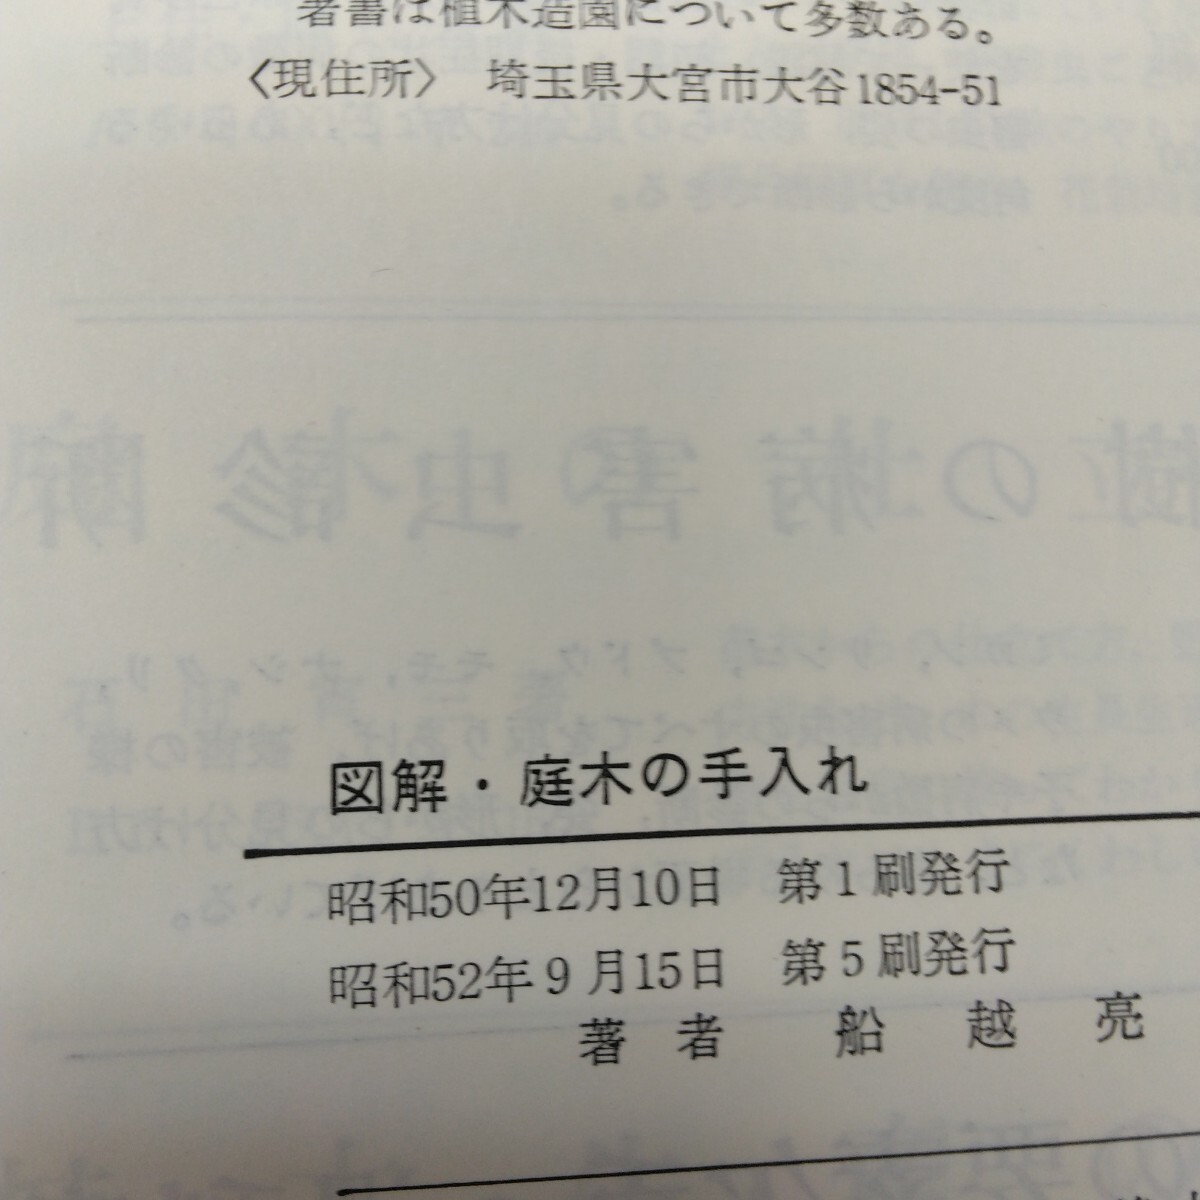 著書は植木造園について多数ある。
〈現住所〉 埼玉県大宮市大谷1854-51
図解・庭木の手入れ
昭和50年12月10日 第1刷発行
昭和52年9月15日 第5刷発行
著者 船越亮